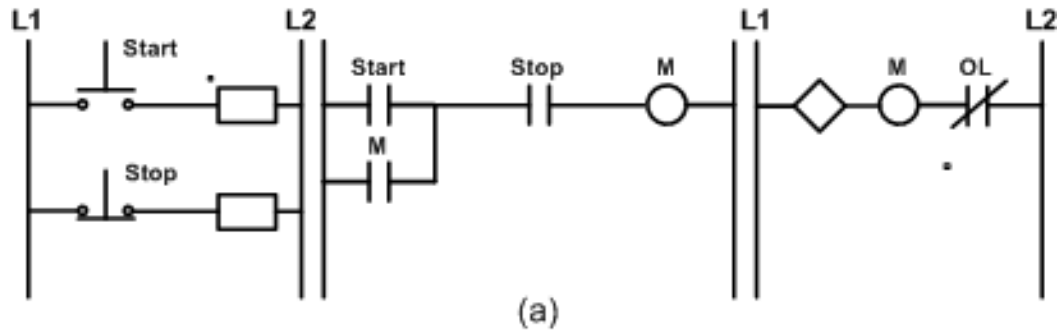 L1 L2 L1 L2
Start
Start Stop M M OL
M
Stop
(a)